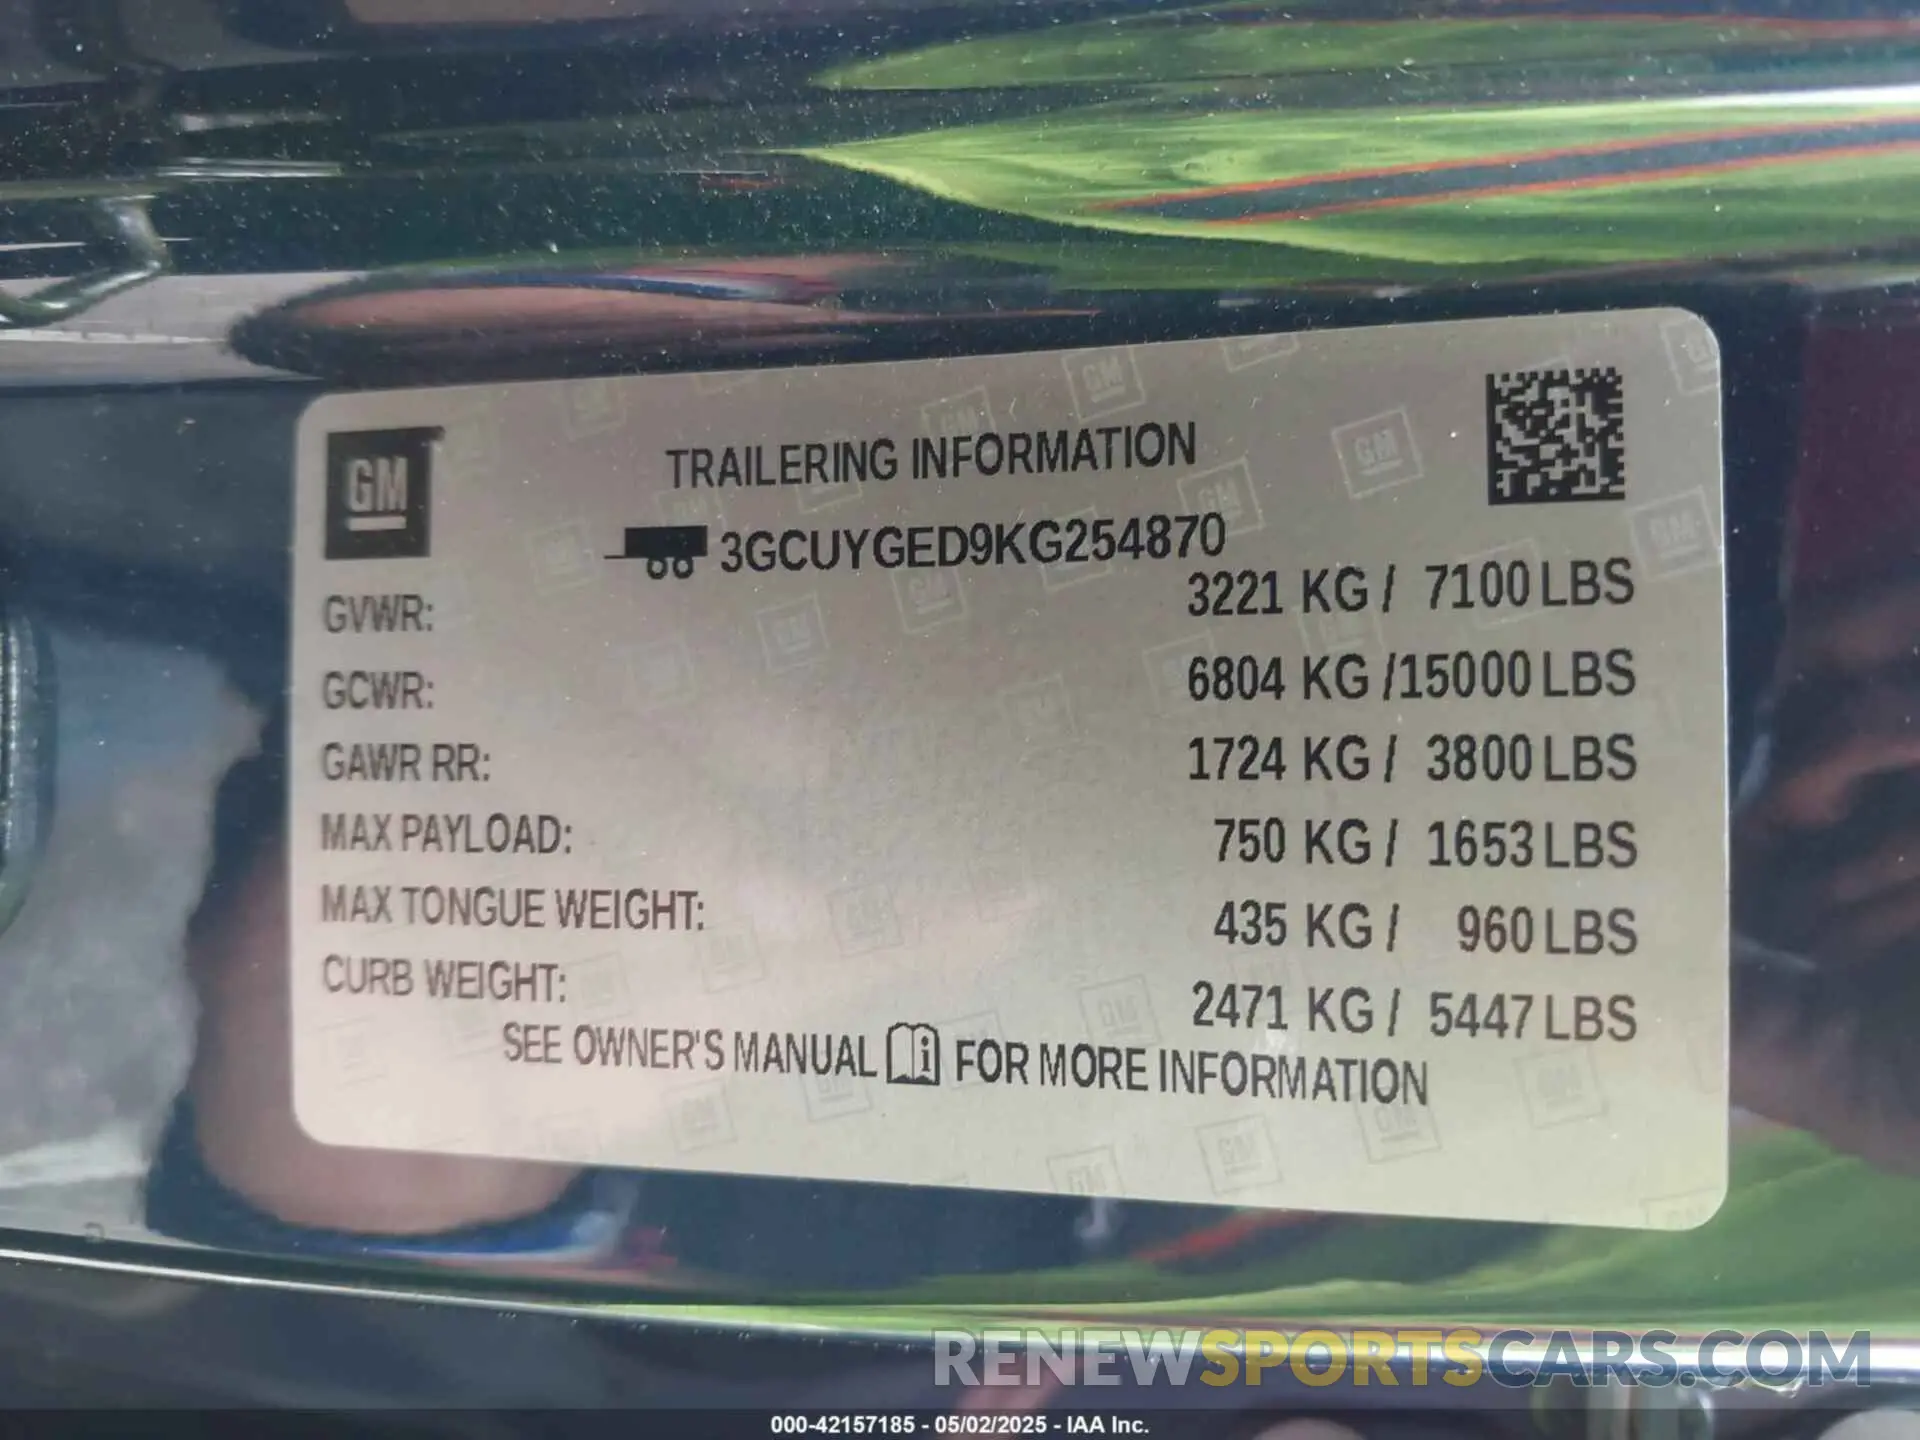 GM
TRAILERING INFORMATION
3GCUYGED9KG254870
GVWR: 3221 KG / 7100 LBS
GCWR: 6804 KG /15000 LBS
GAWR RR: 1724 KG / 3800 LBS
MAX PAYLOAD: 750 KG / 1653 LBS
MAX TONGUE WEIGHT: 435 KG / 960 LBS
CURB WEIGHT: 2471 KG / 5447 LBS
SEE OWNER'S MANUAL i FOR MORE INFORMATION
RENEWSPORTSCARS.COM
000-42157185 - 05/02/2025 - IAA Inc.